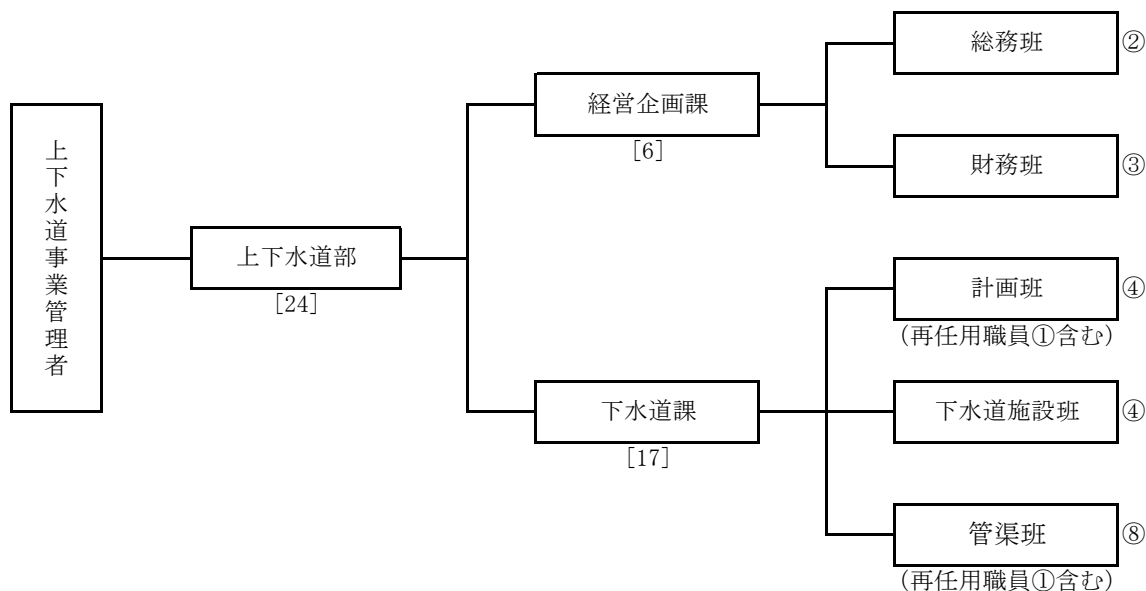 上下水道事業管理者
上下水道部
[24]
経営企画課
[6]
総務班 ②
財務班 ③
下水道課
[17]
計画班 ④
(再任用職員①含む)
下水道施設班 ④
管渠班 ⑧
(再任用職員①含む)